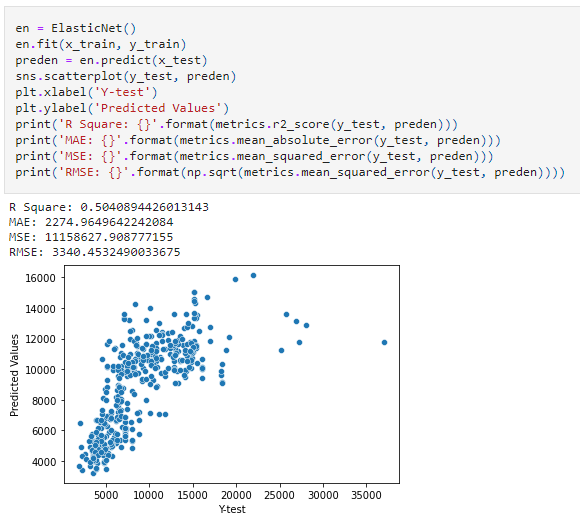 en = ElasticNet()
en.fit(x_train, y_train)
preden = en.predict(x_test)
sns.scatterplot(y_test, preden)
plt.xlabel('Y-test')
plt.ylabel('Predicted Values')
print('R Square: {}'.format(metrics.r2_score(y_test, preden)))
print('MAE: {}'.format(metrics.mean_absolute_error(y_test, preden)))
print('MSE: {}'.format(metrics.mean_squared_error(y_test, preden)))
print('RMSE: {}'.format(np.sqrt(metrics.mean_squared_error(y_test, preden))))
R Square: 0.5040894426013143
MAE: 2274.9649642242084
MSE: 11158627.908777155
RMSE: 3340.4532490033675
16000
14000
12000
10000
8000
6000
4000
Predicted Values
5000 10000 15000 20000 25000 30000 35000
Y-test